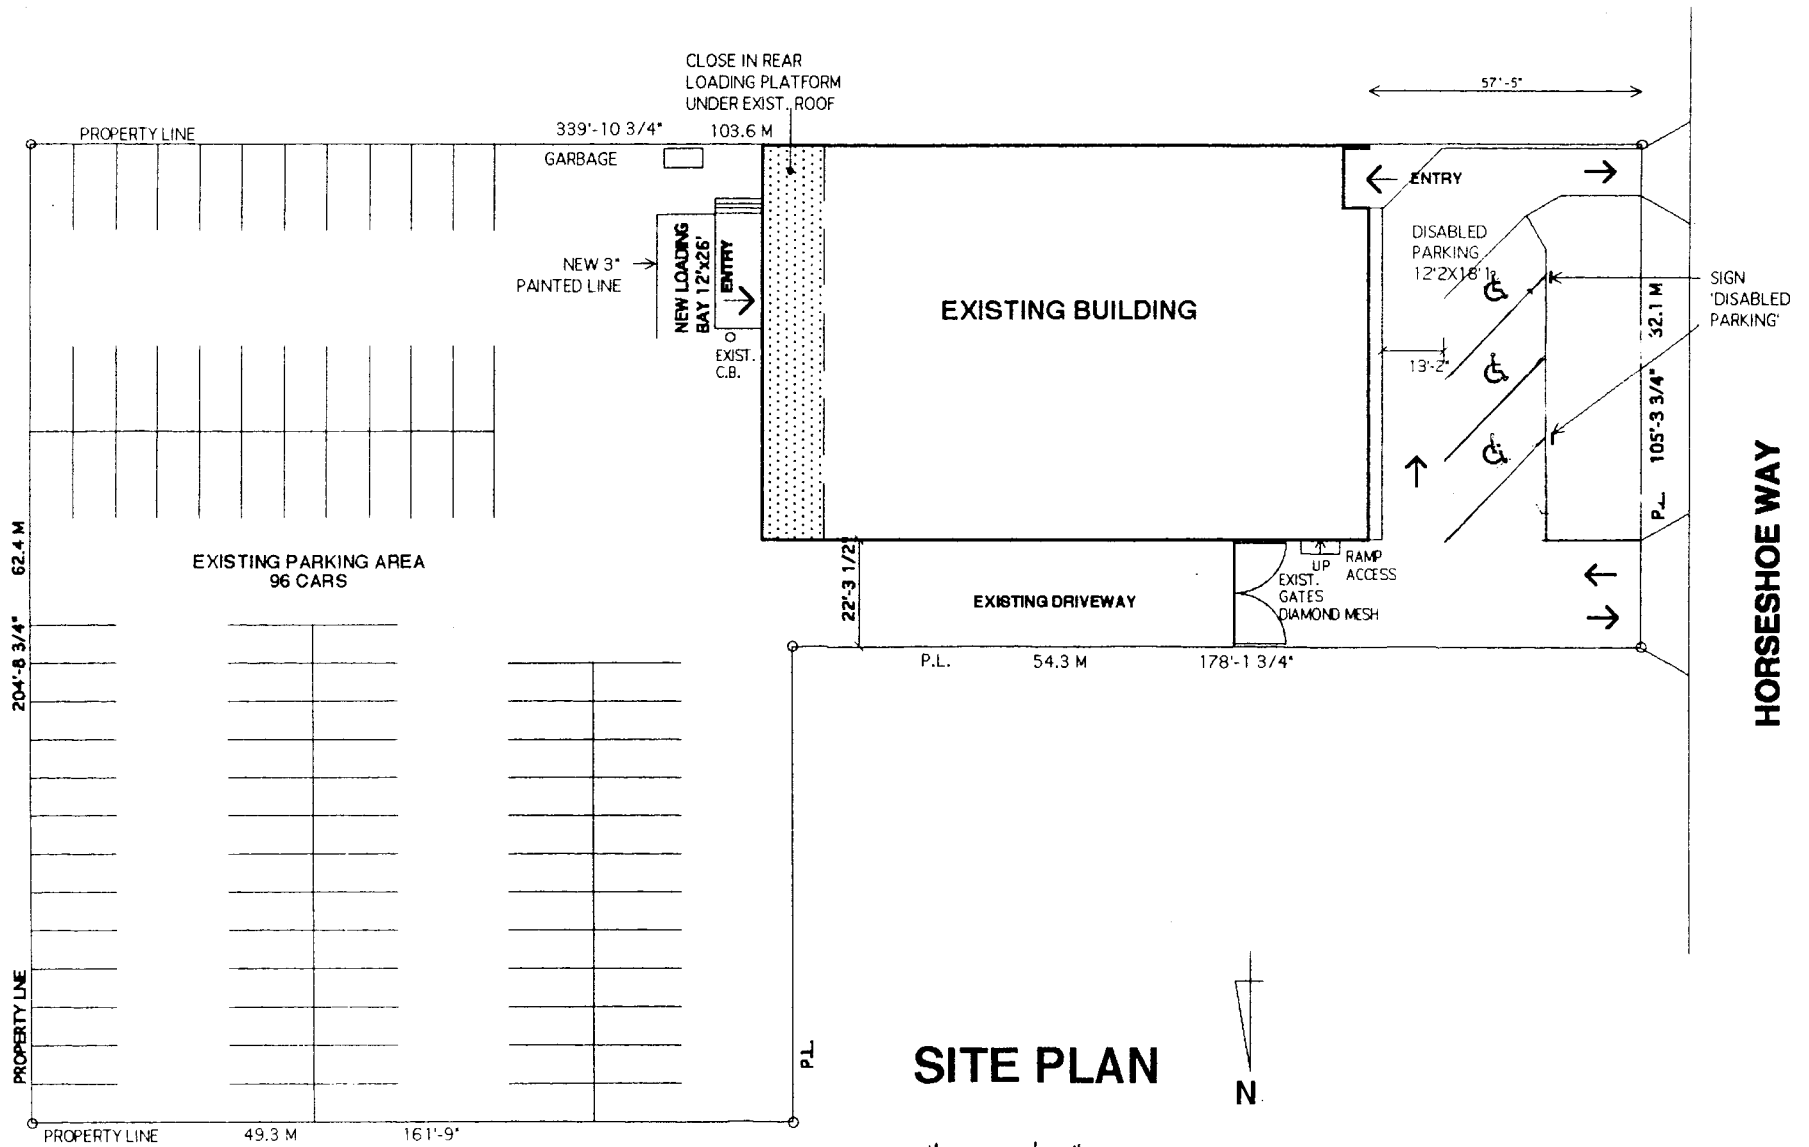 CLOSE IN REAR
LOADING PLATFORM
UNDER EXIST. ROOF
57'-5"
PROPERTY LINE
339'-10 3/4"
103.6 M
GARBAGE
ENTRY
DISABLED
PARKING
12'2X18'1
NEW 3"
PAINTED LINE
NEW LOADING
BAY 12'x26'
ENTRY
EXIST.
C.B.
EXISTING BUILDING
13'-2"
SIGN
'DISABLED
PARKING'
P.L. 105'-3 3/4" 32.1 M
HORSESHOE WAY
204'-8 3/4" 62.4 M
EXISTING PARKING AREA
96 CARS
22'-3 1/2"
EXISTING DRIVEWAY
UP
RAMP
ACCESS
EXIST.
GATES
DIAMOND MESH
P.L.
54.3 M
178'-1 3/4"
PROPERTY LNE
P.L.
SITE PLAN
N
PROPERTY LINE
49.3 M
161'-9"